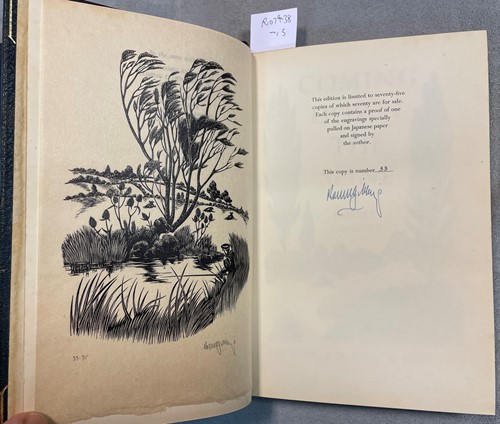 This edition is limited to seventy-five
copies of which seventy are for sale.
Each copy contains a proof of one
of the engravings specially
pulled on Japanese paper
and signed by
the author.
This copy is number 33